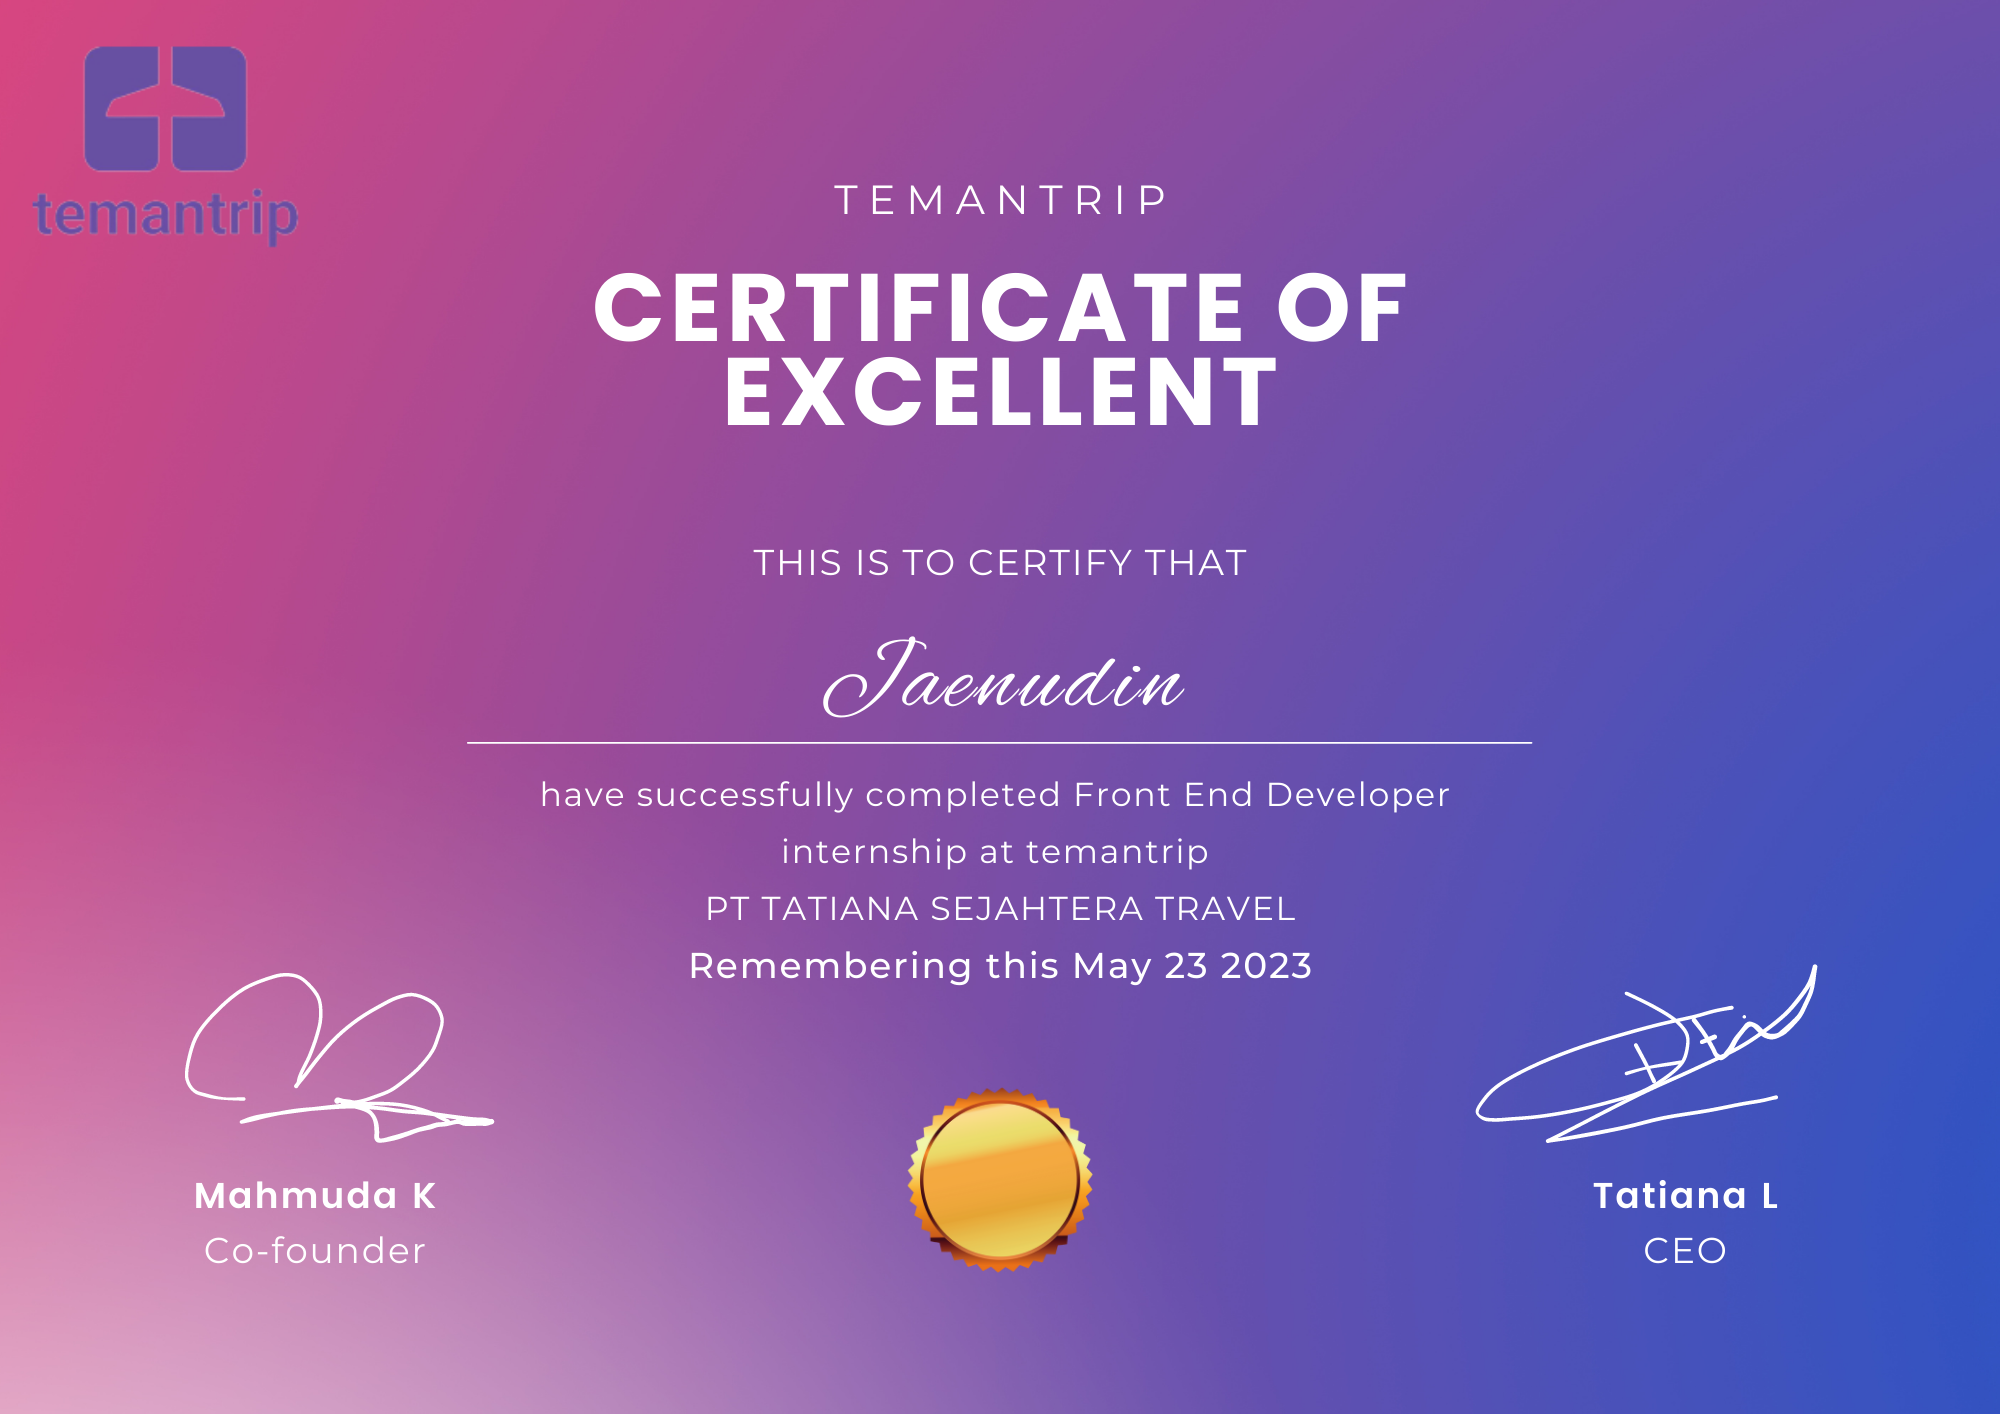 temantrip
TEMANTRIP
CERTIFICATE OF
EXCELLENT
THIS IS TO CERTIFY THAT
Jaenudin
have successfully completed Front End Developer
internship at temantrip
PT TATIANA SEJAHTERA TRAVEL
Remembering this May 23 2023
Mahmuda K
Co-founder
Tatiana L
CEO